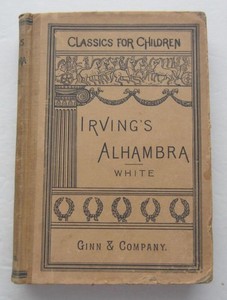 CLASSICS FOR CHILDREN
IRVING'S
ALHAMBRA
WHITE
GINN & COMPANY.